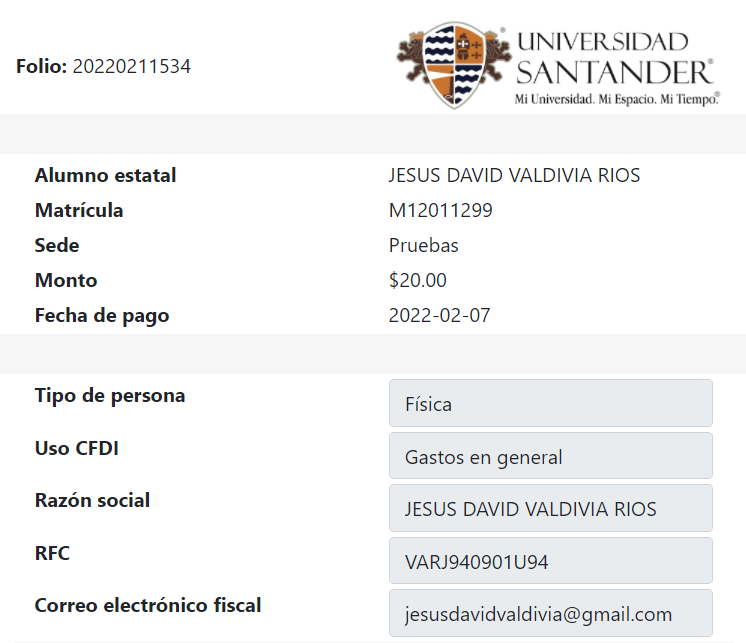 Folio: 20220211534
UNIVERSIDAD
SANTANDER®
Mi Universidad. Mi Espacio. Mi Tiempo.®
Alumno estatal JESUS DAVID VALDIVIA RIOS
Matrícula M12011299
Sede Pruebas
Monto $20.00
Fecha de pago 2022-02-07
Tipo de persona Física
Uso CFDI Gastos en general
Razón social JESUS DAVID VALDIVIA RIOS
RFC VARJ940901U94
Correo electrónico fiscal jesusdavidvaldivia@gmail.com